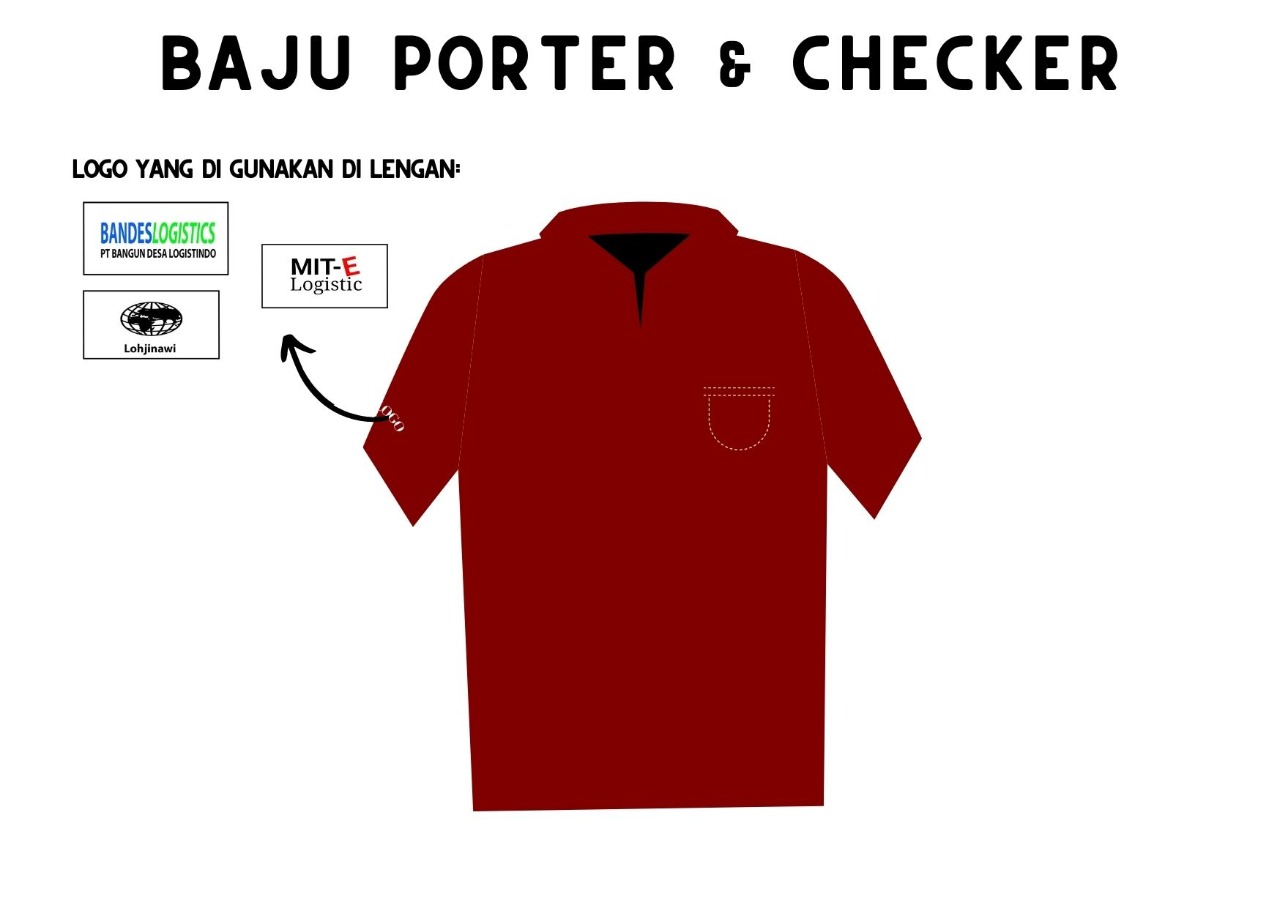 BAJU PORTER & CHECKER
LOGO YANG DI GUNAKAN DI LENGAN:
BANDESLOGISTICS
PT BANGUN DESA LOGISTINDO
MIT-E
Logistic
Lohjinawi
LOGO